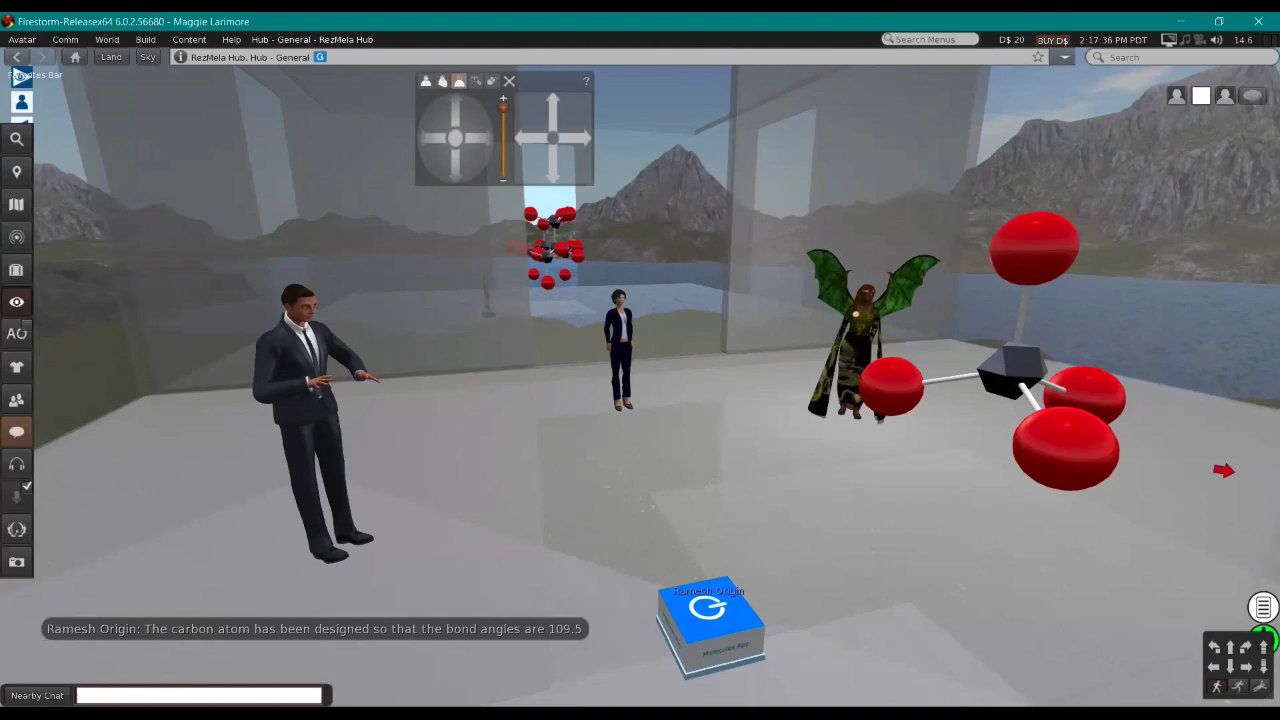 Firestorm-Releasex64 6.0.2.56680 - Maggie Larimore
Avatar Comm World Build Content Help Hub - General - RezMela Hub Search Menus D$ 20 BUY D$ 2:17:36 PM PDT 14.6
Land Sky RezMela Hub, Hub - General G Search
Favorites Bar
?
AO
Ramesh Origin
Molecules App
Ramesh Origin: The carbon atom has been designed so that the bond angles are 109.5
Nearby Chat